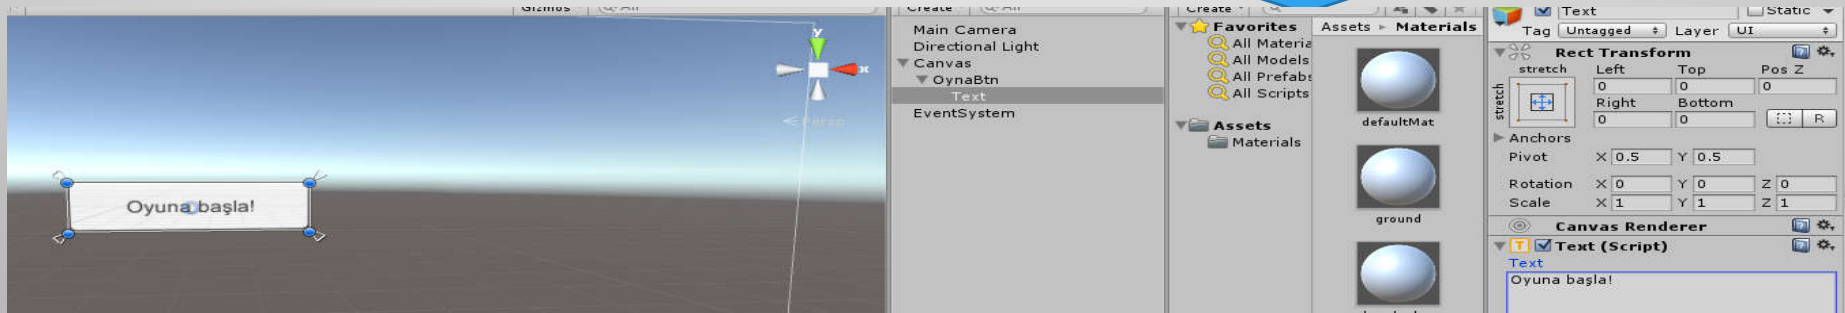 Gizmos All
y
x
Persp
Oyuna başla!
Create All
Main Camera
Directional Light
Canvas
OynaBtn
Text
EventSystem
Create
Favorites
All Materia
All Models
All Prefabs
All Scripts
Assets
Materials
Assets Materials
defaultMat
ground
Text Static
Tag Untagged Layer UI
Rect Transform
stretch Left Top Pos Z
stretch
0 0 0
Right Bottom
0 0 R
Anchors
Pivot X 0.5 Y 0.5
Rotation X 0 Y 0 Z 0
Scale X 1 Y 1 Z 1
Canvas Renderer
T Text (Script)
Text
Oyuna başla!